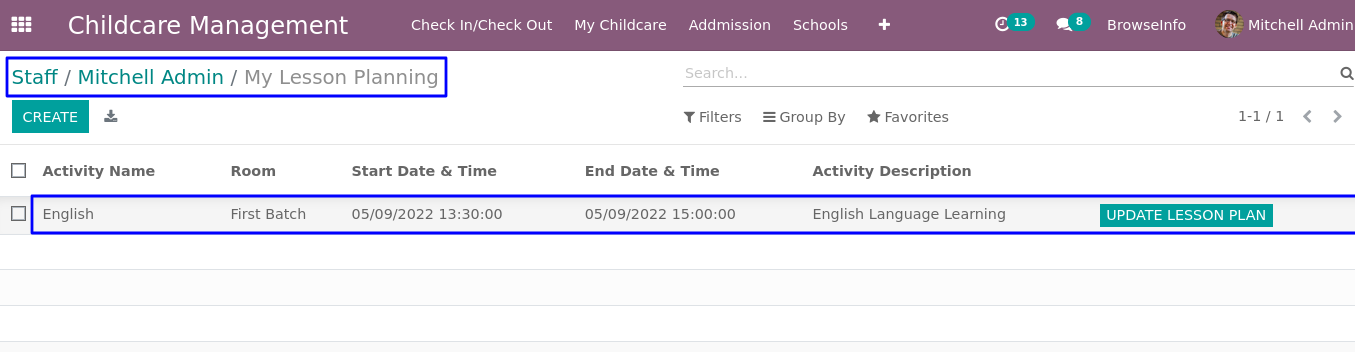 Childcare Management Check In/Check Out My Childcare Addmission Schools + 13 8 BrowseInfo Mitchell Admin
Staff / Mitchell Admin / My Lesson Planning Search...
CREATE Filters Group By Favorites 1-1 / 1
Activity Name Room Start Date & Time End Date & Time Activity Description
English First Batch 05/09/2022 13:30:00 05/09/2022 15:00:00 English Language Learning UPDATE LESSON PLAN